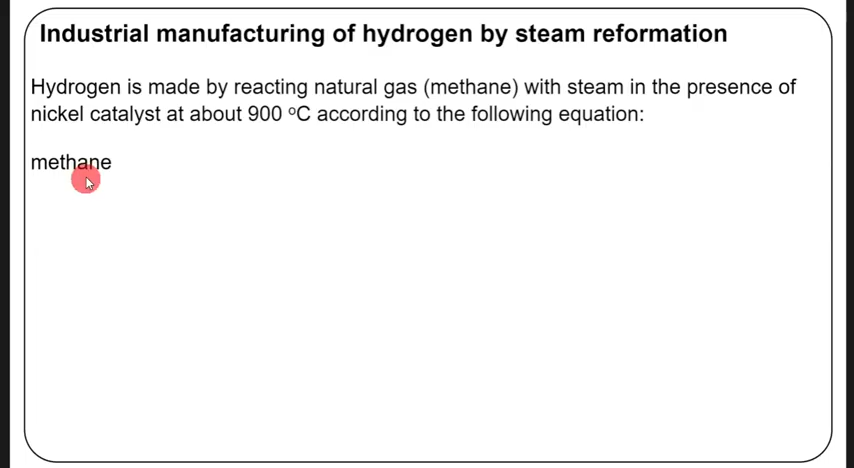 Industrial manufacturing of hydrogen by steam reformation
Hydrogen is made by reacting natural gas (methane) with steam in the presence of
nickel catalyst at about 900 °C according to the following equation:
methane